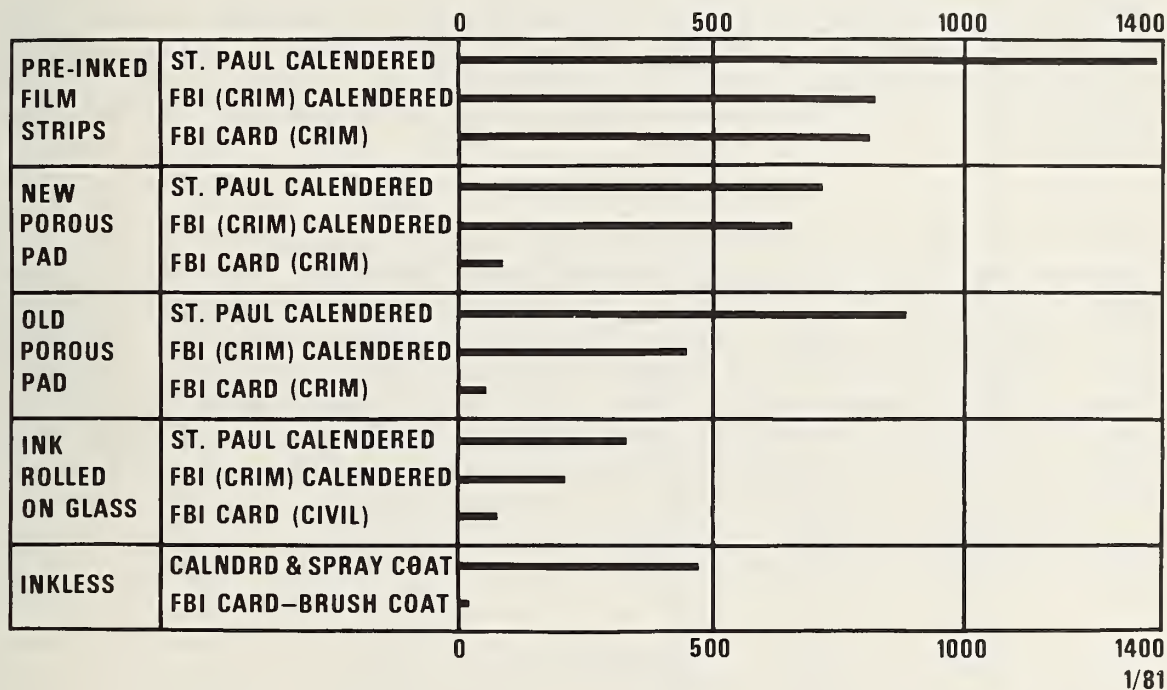 0 500 1000 1400
PRE-INKED FILM STRIPS
ST. PAUL CALENDERED
FBI (CRIM) CALENDERED
FBI CARD (CRIM)
NEW POROUS PAD
ST. PAUL CALENDERED
FBI (CRIM) CALENDERED
FBI CARD (CRIM)
OLD POROUS PAD
ST. PAUL CALENDERED
FBI (CRIM) CALENDERED
FBI CARD (CRIM)
INK ROLLED ON GLASS
ST. PAUL CALENDERED
FBI (CRIM) CALENDERED
FBI CARD (CIVIL)
INKLESS
CALNDRD & SPRAY COAT
FBI CARD–BRUSH COAT
0 500 1000 1400
1/81